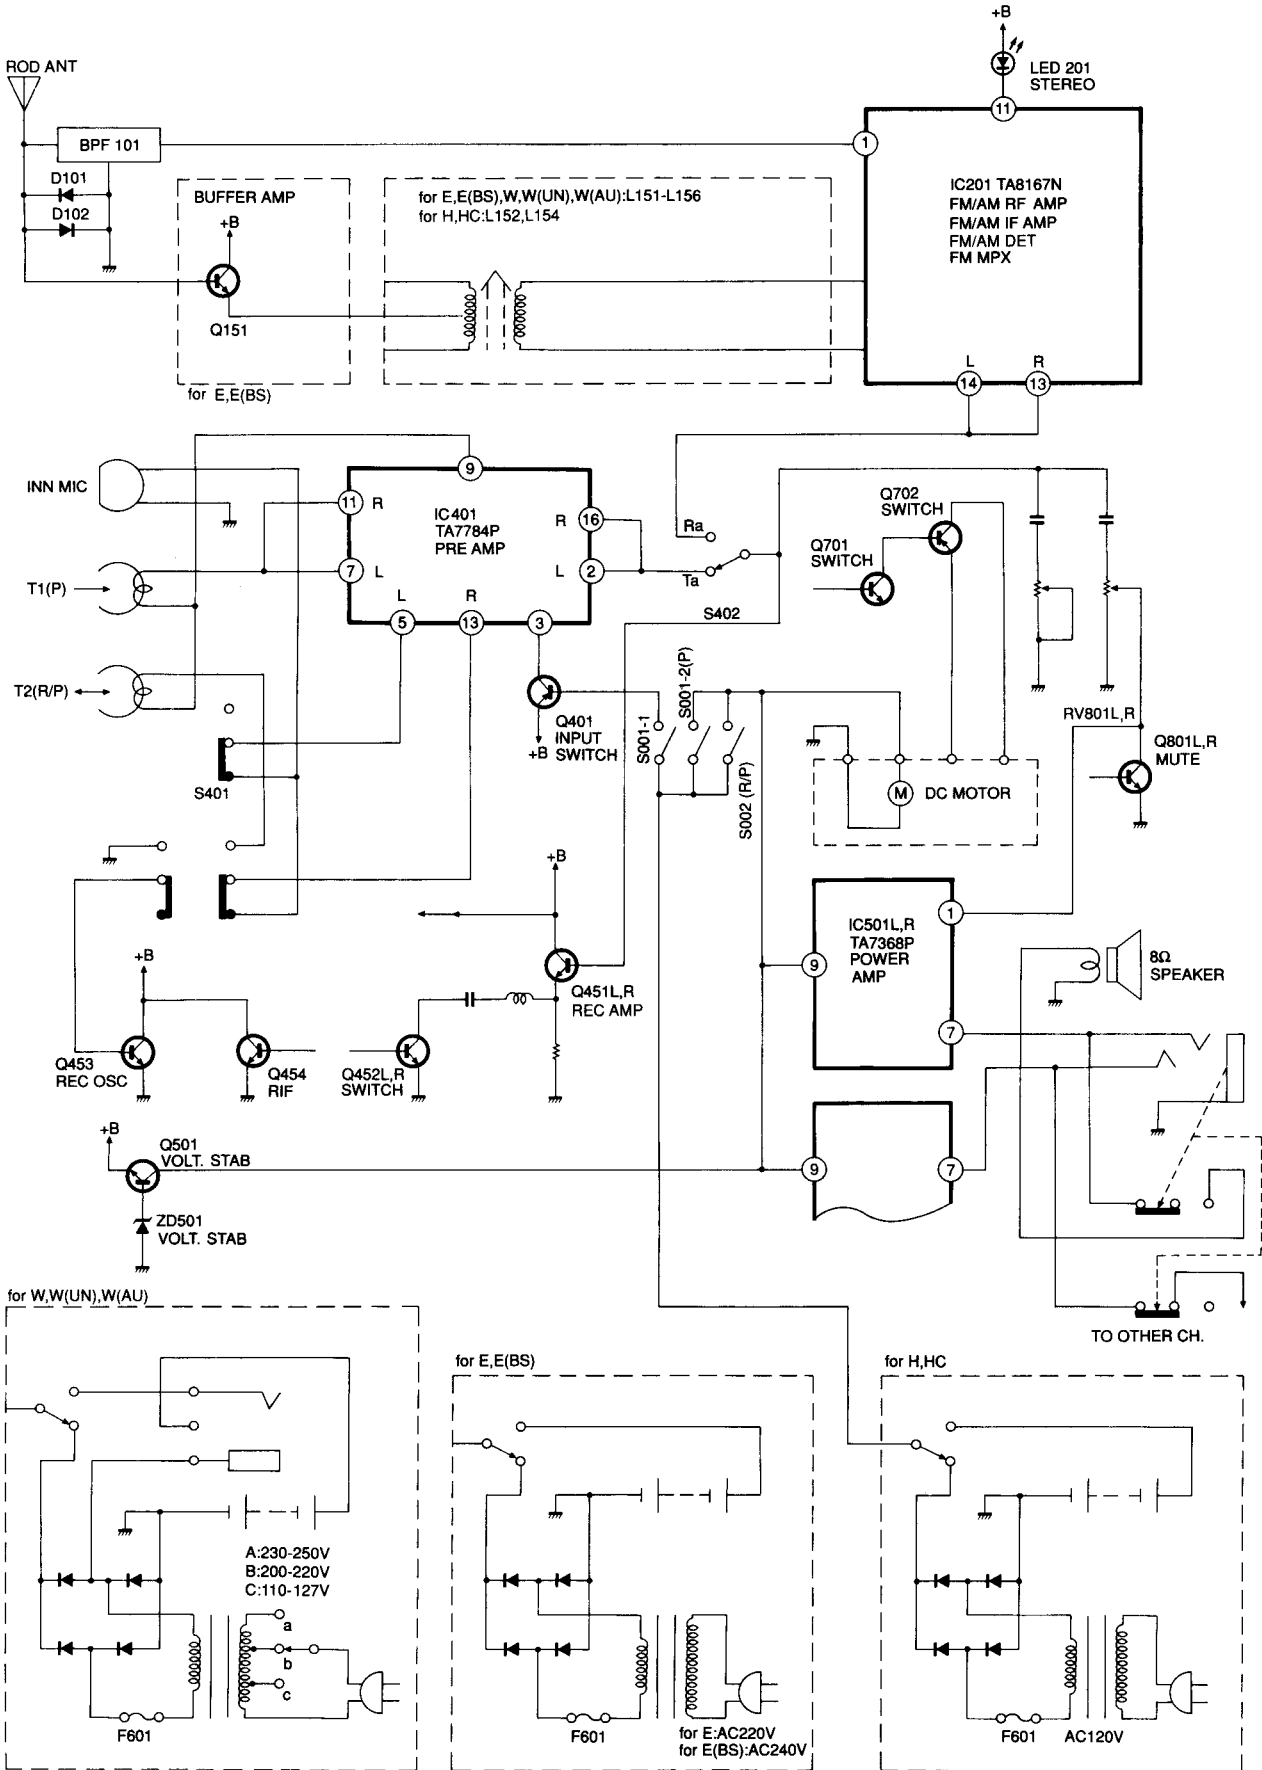 +B
ROD ANT
LED 201
STEREO
11
BPF 101
1
D101
D102
BUFFER AMP
+B
Q151
for E,E(BS)
for E,E(BS),W,W(UN),W(AU):L151-L156
for H,HC:L152,L154
IC201 TA8167N
FM/AM RF AMP
FM/AM IF AMP
FM/AM DET
FM MPX
L
R
14
13
INN MIC
T1(P)
T2(R/P)
9
11
R
7
L
IC401
TA7784P
PRE AMP
R
16
L
2
L
R
5
13
3
Ra
Ta
S402
Q702
SWITCH
Q701
SWITCH
Q401
INPUT
SWITCH
+B
S001-1
S001-2(P)
S002 (R/P)
M
DC MOTOR
RV801L,R
Q801L,R
MUTE
S401
+B
Q451L,R
REC AMP
+B
Q453
REC OSC
Q454
RIF
Q452L,R
SWITCH
IC501L,R
TA7368P
POWER
AMP
1
9
7
8Ω
SPEAKER
9
7
+B
Q501
VOLT. STAB
ZD501
VOLT. STAB
TO OTHER CH.
for W,W(UN),W(AU)
A:230-250V
B:200-220V
C:110-127V
a
b
c
F601
for E,E(BS)
F601
for E:AC220V
for E(BS):AC240V
for H,HC
F601
AC120V